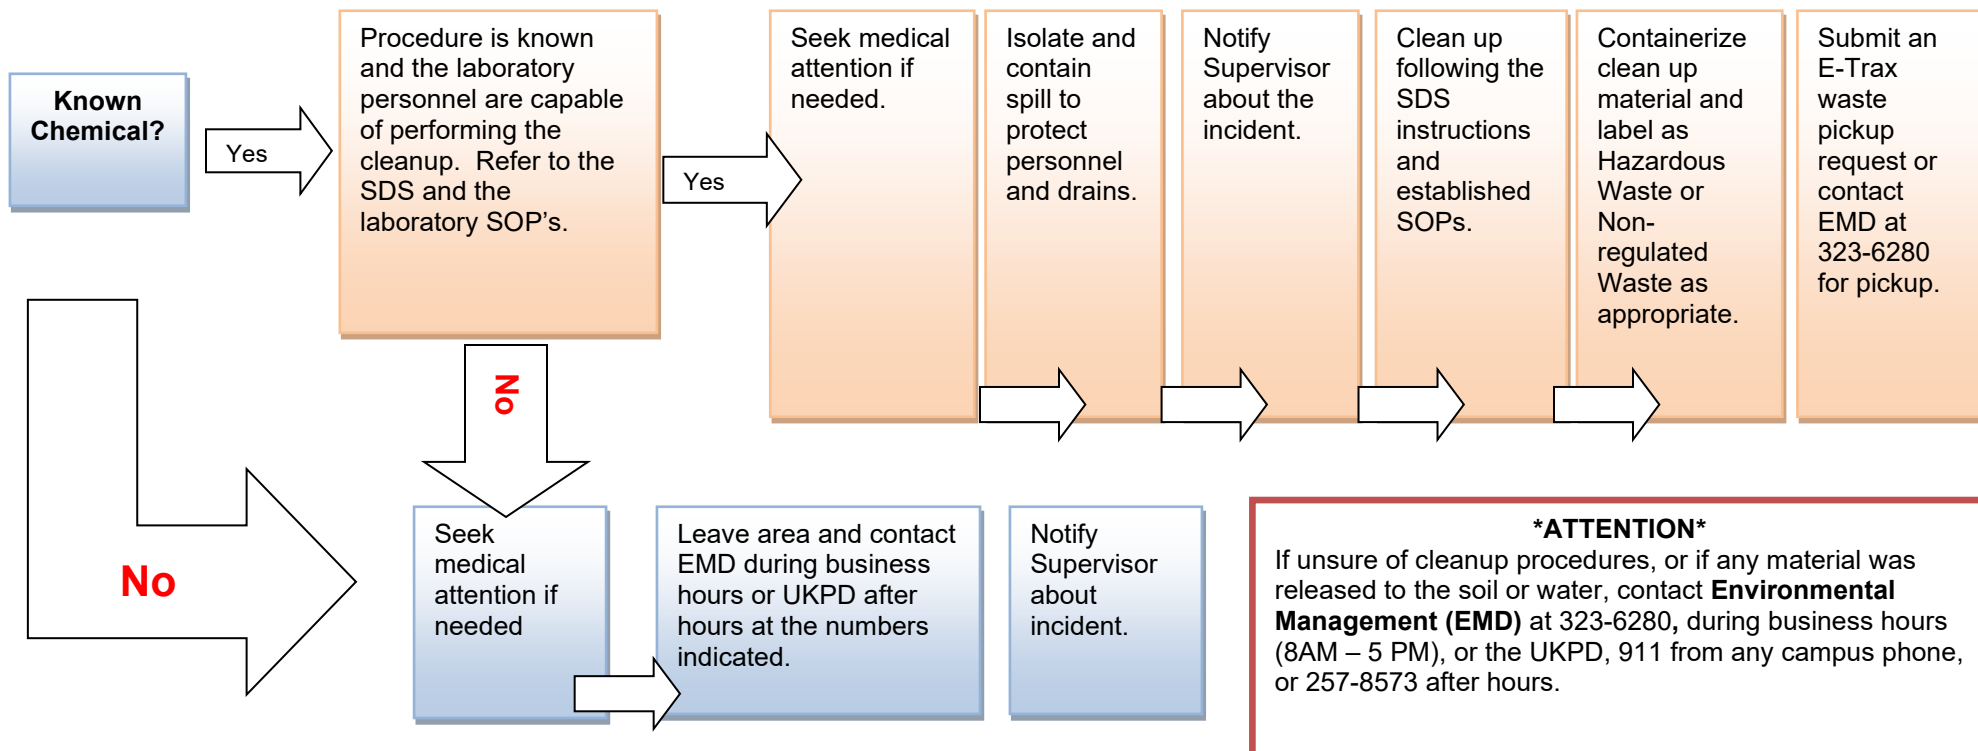 Known
Chemical?
Yes
Procedure is known
and the laboratory
personnel are capable
of performing the
cleanup.  Refer to the
SDS and the
laboratory SOP's.
Yes
Seek medical
attention if
needed.
Isolate and
contain
spill to
protect
personnel
and drains.
Notify
Supervisor
about the
incident.
Clean up
following the
SDS
instructions
and
established
SOPs.
Containerize
clean up
material and
label as
Hazardous
Waste or
Non-
regulated
Waste as
appropriate.
Submit an
E-Trax
waste
pickup
request or
contact
EMD at
323-6280
for pickup.
No
No
Seek
medical
attention if
needed
Leave area and contact
EMD during business
hours or UKPD after
hours at the numbers
indicated.
Notify
Supervisor
about
incident.
*ATTENTION*
If unsure of cleanup procedures, or if any material was
released to the soil or water, contact Environmental
Management (EMD) at 323-6280, during business hours
(8AM – 5 PM), or the UKPD, 911 from any campus phone,
or 257-8573 after hours.